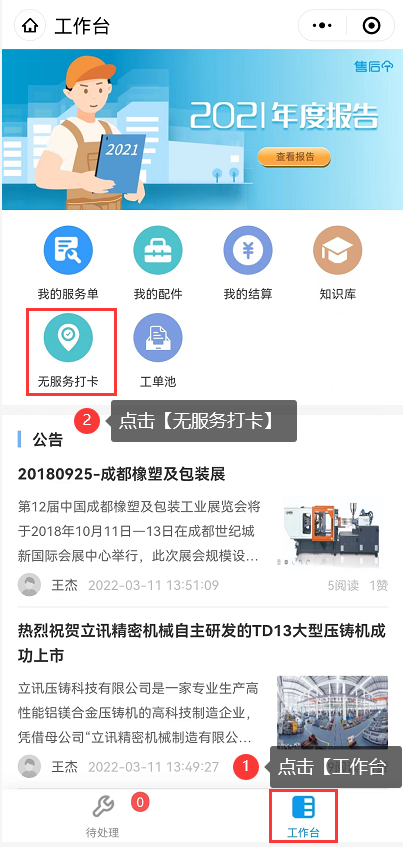 工作台
售后今
2021年度报告
查看报告
2021
我的服务单
我的配件
我的结算
知识库
无服务打卡
工单池
2
点击【无服务打卡】
公告
20180925-成都橡塑及包装展
第12届中国成都橡塑及包装工业展览会将
于2018年10月11日—13日在成都世纪城
新国际会展中心举行，此次展会规模设...
王杰 2022-03-11 13:51:09 5阅读 1赞
热烈祝贺立讯精密机械自主研发的TD13大型压铸机成
功上市
立讯压铸科技有限公司是一家专业生产高
性能铝镁合金压铸机的高科技制造企业，
凭借母公司“立讯精密机械制造有限公...
王杰 2022-03-11 13:49:27
1
点击【工作台
0
待处理
工作台